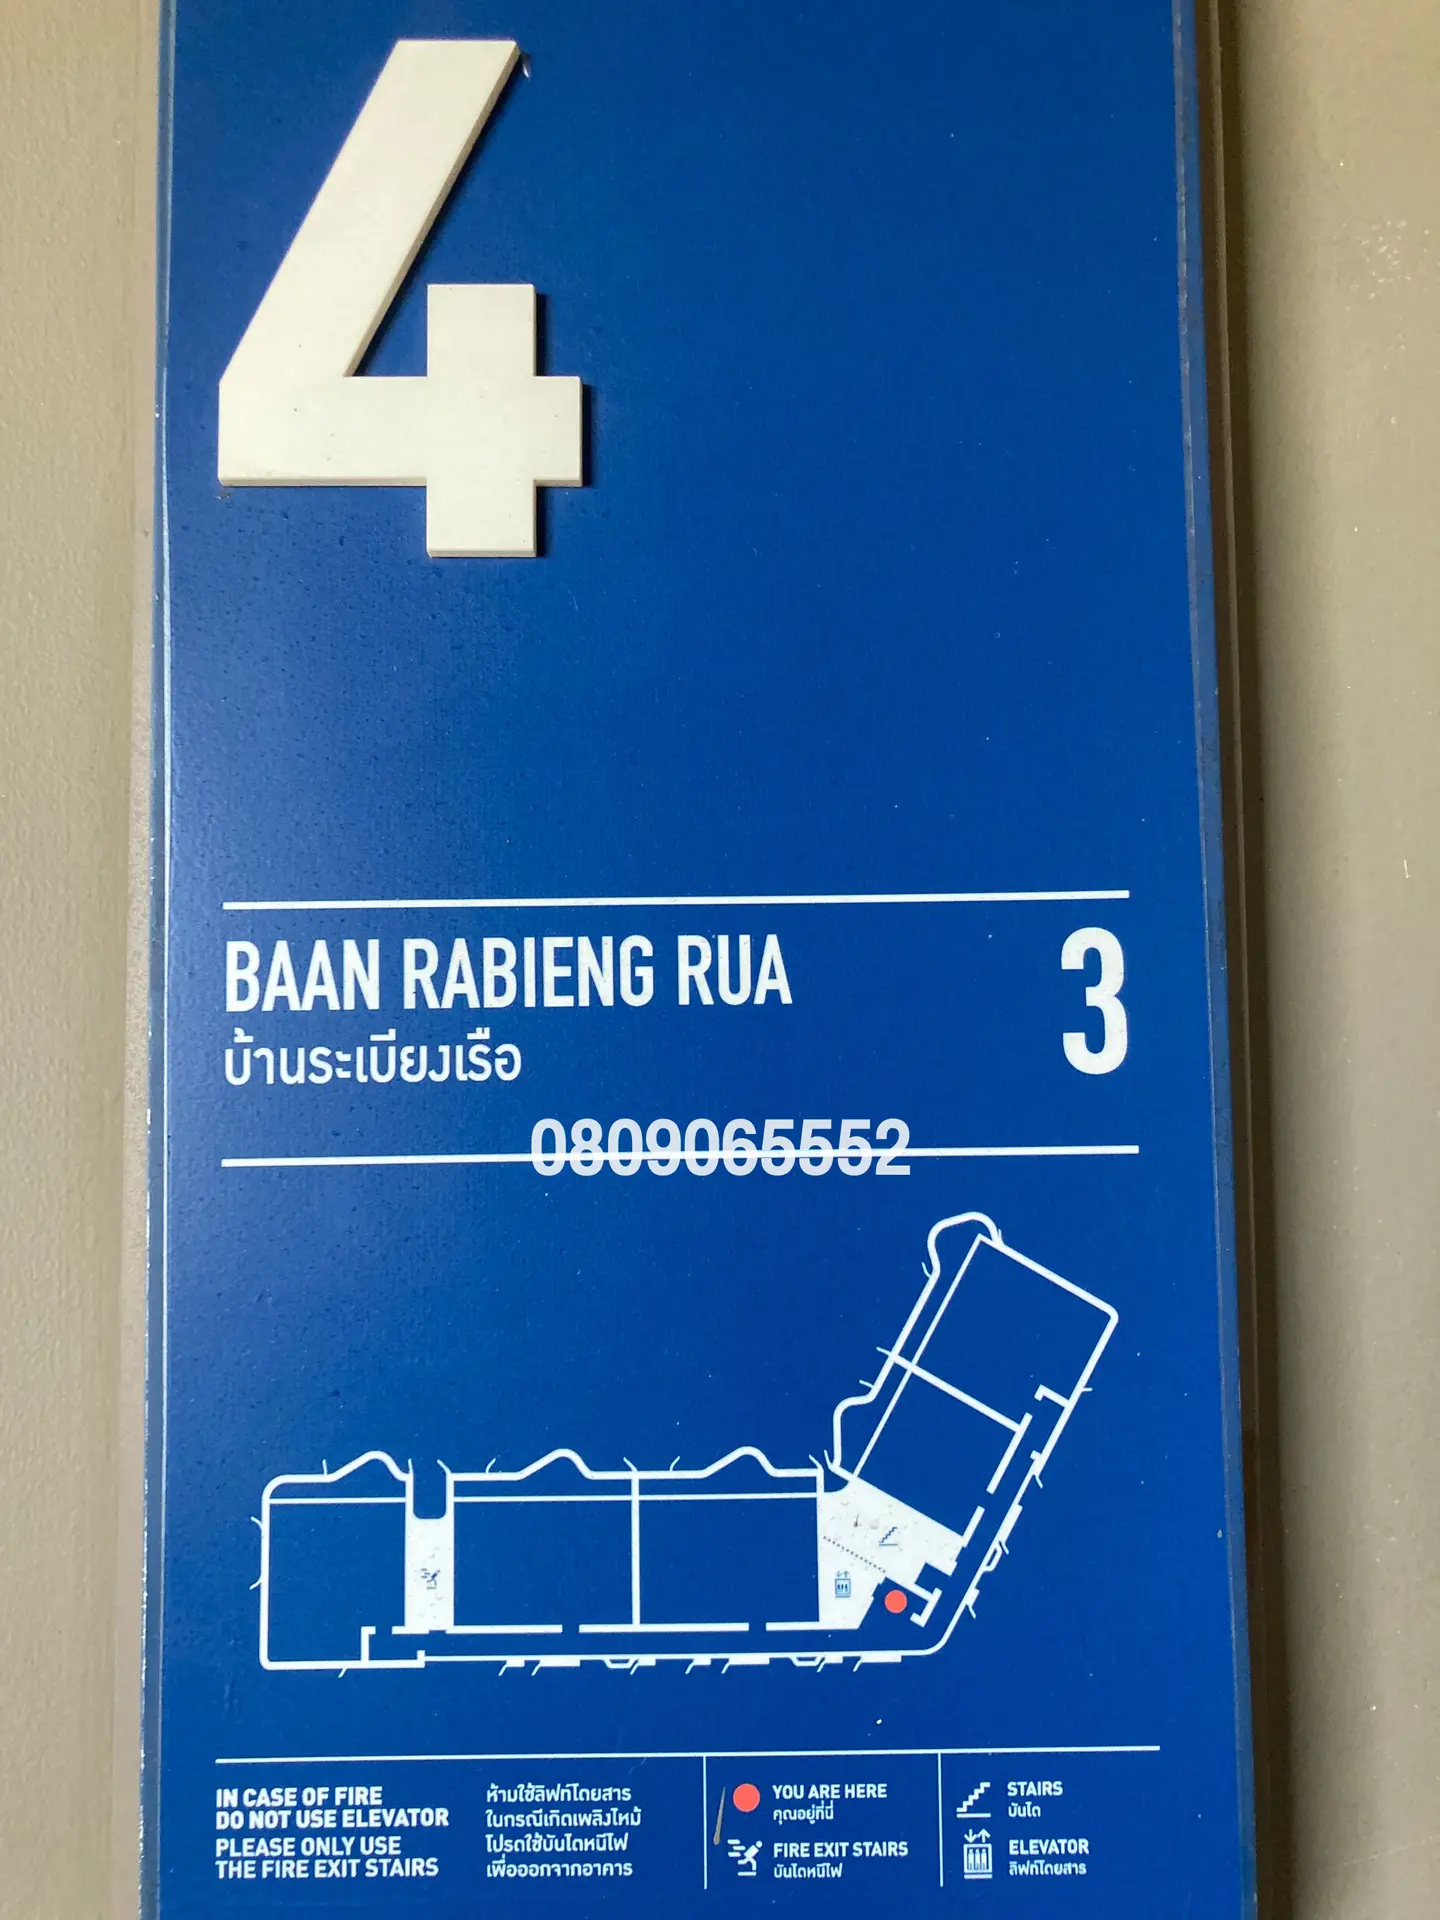 4
BAAN RABIENG RUA
3
บ้านระเบียงเรือ
0809065552
IN CASE OF FIRE
DO NOT USE ELEVATOR
PLEASE ONLY USE
THE FIRE EXIT STAIRS
ห้ามใช้ลิฟท์โดยสาร
ในกรณีเกิดเพลิงไหม้
โปรดใช้บันไดหนีไฟ
เพื่อออกจากอาคาร
YOU ARE HERE
คุณอยู่ที่นี่
FIRE EXIT STAIRS
บันไดหนีไฟ
STAIRS
บันได
ELEVATOR
ลิฟท์โดยสาร